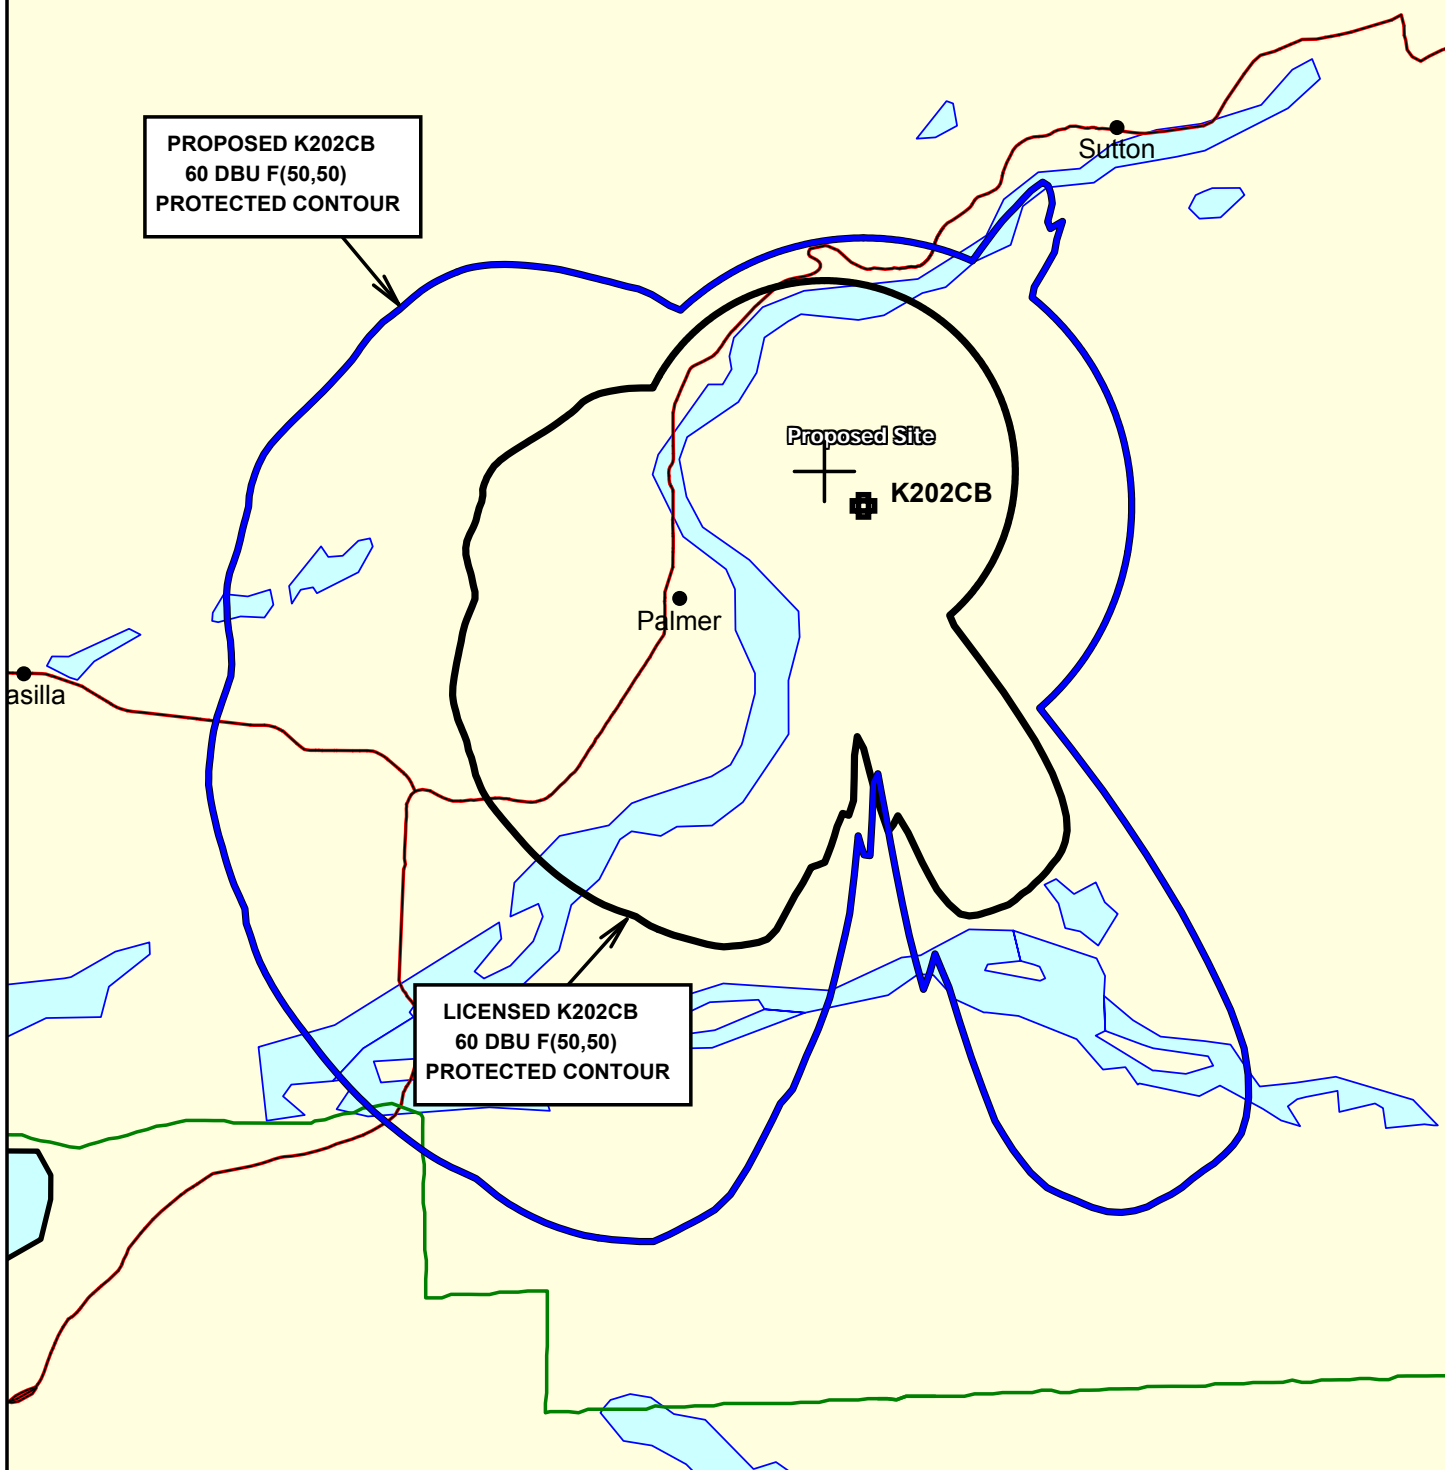 PROPOSED K202CB
60 DBU F(50,50)
PROTECTED CONTOUR
Sutton
Proposed Site
K202CB
Palmer
asilla
LICENSED K202CB
60 DBU F(50,50)
PROTECTED CONTOUR